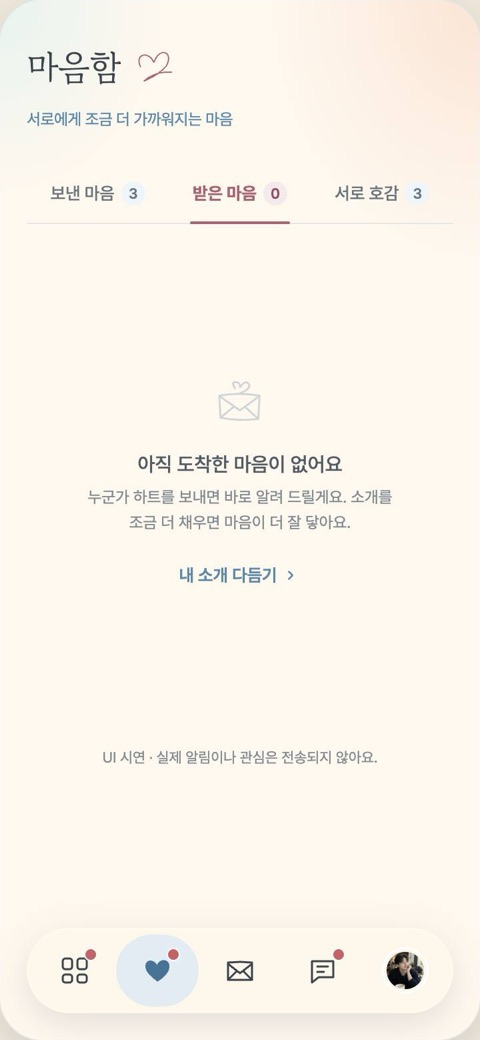 마음함
서로에게 조금 더 가까워지는 마음
보낸 마음 3 받은 마음 0 서로 호감 3
아직 도착한 마음이 없어요
누군가 하트를 보내면 바로 알려 드릴게요. 소개를
조금 더 채우면 마음이 더 잘 닿아요.
내 소개 다듬기
UI 시연 · 실제 알림이나 관심은 전송되지 않아요.